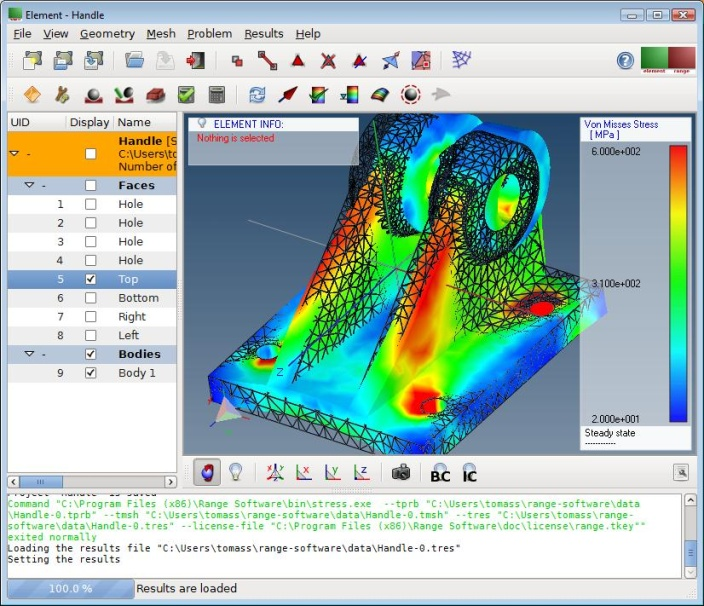 Element - Handle
File View Geometry Mesh Problem Results Help
element range
UID Display Name
Handle [S
- C:\Users\to
Number of
- Faces
1 Hole
2 Hole
3 Hole
4 Hole
5 Top
6 Bottom
7 Right
8 Left
- Bodies
9 Body 1
ELEMENT INFO:
Nothing is selected
Von Misses Stress
[ MPa ]
6.000e+002
3.100e+002
2.000e+001
Steady state
------------
Z
x y z
BC IC
Project "Handle" is saved
Command "C:\Program Files (x86)\Range Software\bin\stress.exe --tprb "C:\Users\tomass\range-software\data
\Handle-0.tprb" --tmsh "C:\Users\tomass\range-software\data\Handle-0.tmsh" --tres "C:\Users\tomass\range-
software\data\Handle-0.tres" --license-file "C:\Program Files (x86)\Range Software\doc\license\range.tkey""
exited normally
Loading the results file "C:\Users\tomass\range-software\data\Handle-0.tres"
Setting the results
100.0 % Results are loaded